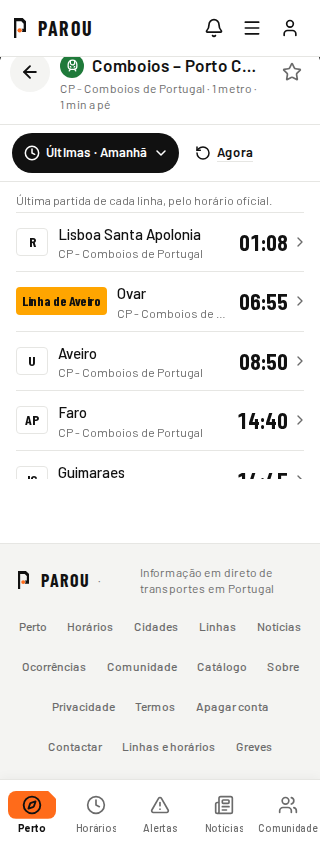 PAROU
Comboios – Porto C…
CP - Comboios de Portugal · 1 metro ·
1 min a pé
Últimas · Amanhã
Agora
Última partida de cada linha, pelo horário oficial.
R
Lisboa Santa Apolonia
CP - Comboios de Portugal
01:08
Linha de Aveiro
Ovar
CP - Comboios de ...
06:55
U
Aveiro
CP - Comboios de Portugal
08:50
AP
Faro
CP - Comboios de Portugal
14:40
Guimaraes
14:45
PAROU ·
Informação em direto de
transportes em Portugal
Perto Horários Cidades Linhas Notícias
Ocorrências Comunidade Catálogo Sobre
Privacidade Termos Apagar conta
Contactar Linhas e horários Greves
Perto Horários Alertas Notícias Comunidade